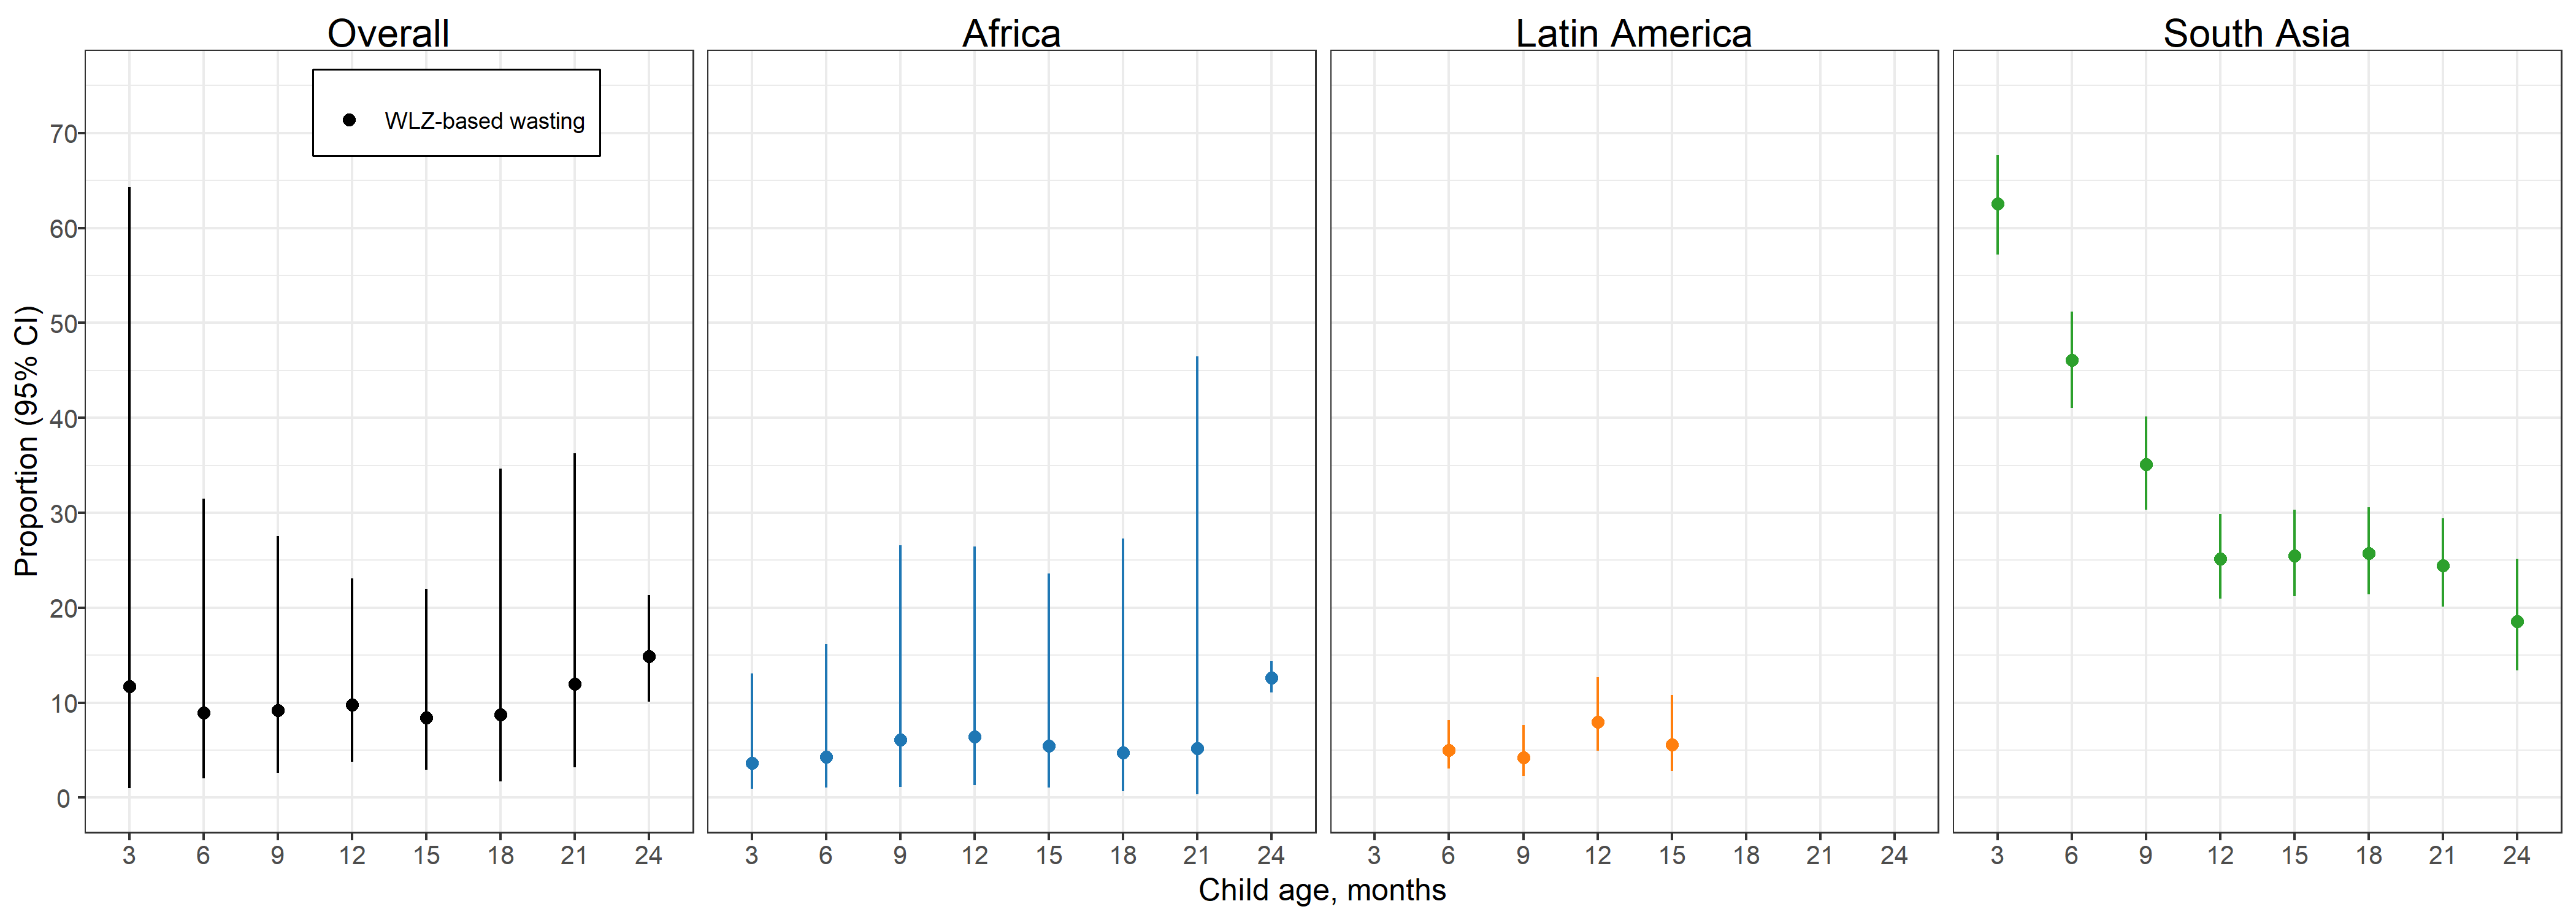 Overall
Africa
Latin America
South Asia
WLZ-based wasting
Proportion (95% CI)
70
60
50
40
30
20
10
0
3 6 9 12 15 18 21 24
3 6 9 12 15 18 21 24
3 6 9 12 15 18 21 24
3 6 9 12 15 18 21 24
Child age, months